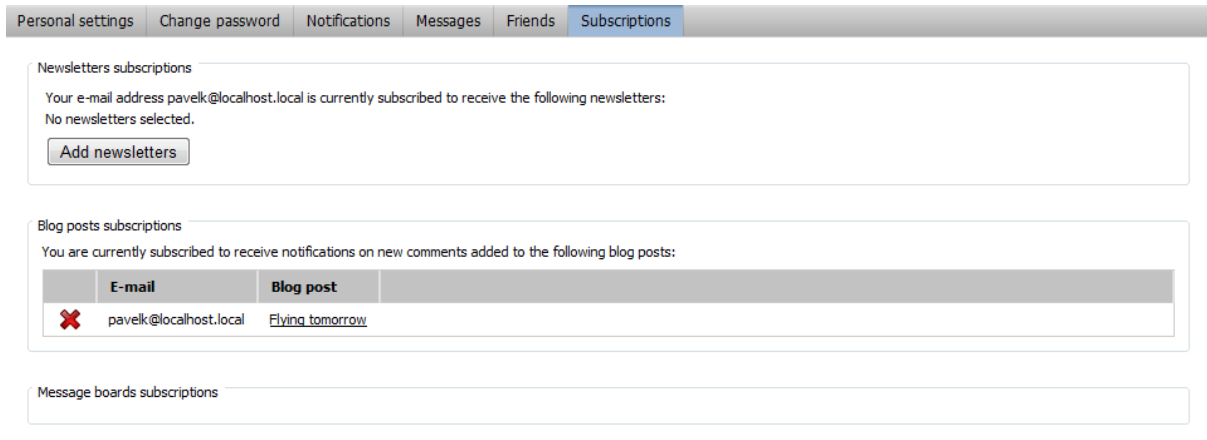 Personal settings Change password Notifications Messages Friends Subscriptions
Newsletters subscriptions
Your e-mail address pavelk@localhost.local is currently subscribed to receive the following newsletters:
No newsletters selected.
Add newsletters
Blog posts subscriptions
You are currently subscribed to receive notifications on new comments added to the following blog posts:
E-mail Blog post
pavelk@localhost.local Flying tomorrow
Message boards subscriptions